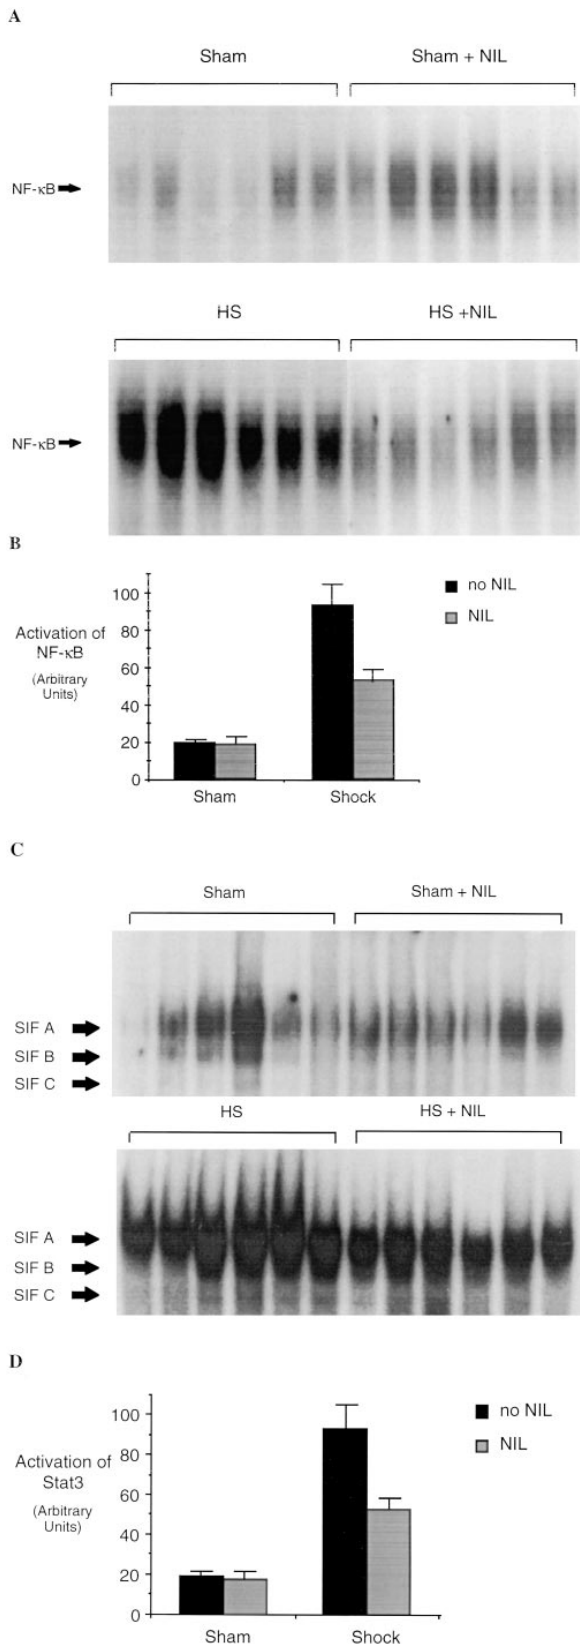 A
Sham Sham + NIL
NF-κB
HS HS +NIL
NF-κB
B
100
80
60
40
20
0
Activation of
NF-κB
(Arbitrary
Units)
no NIL
NIL
Sham Shock
C
Sham Sham + NIL
SIF A
SIF B
SIF C
HS HS + NIL
SIF A
SIF B
SIF C
D
100
80
60
40
20
0
Activation of
Stat3
(Arbitrary
Units)
no NIL
NIL
Sham Shock